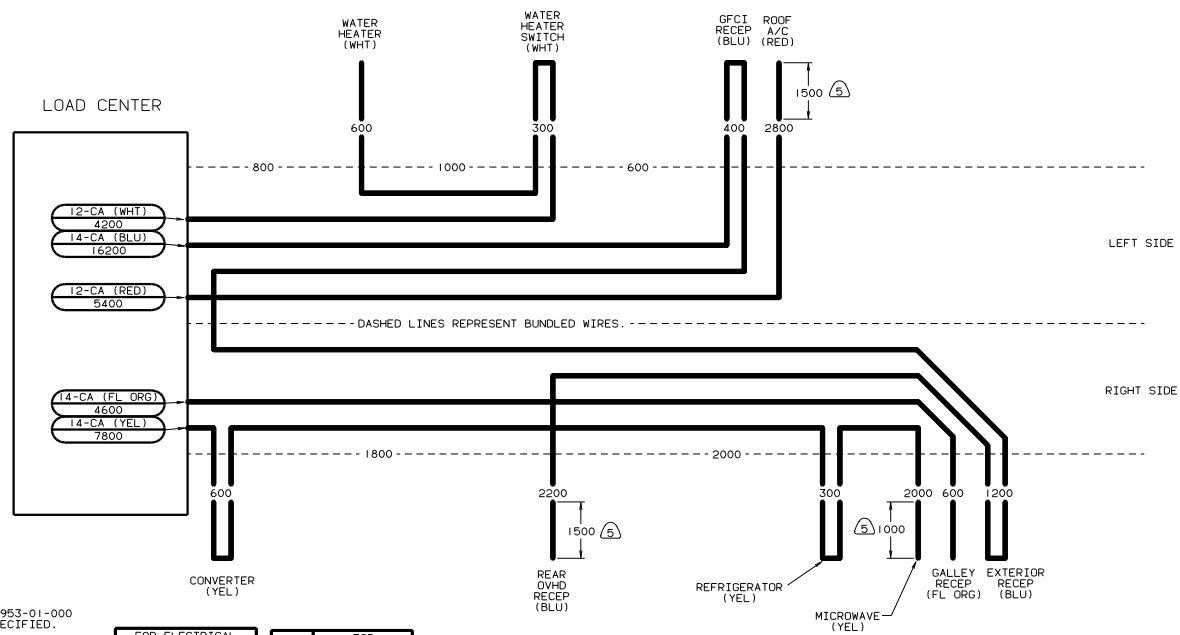 WATER
HEATER
(WHT)
WATER
HEATER
SWITCH
(WHT)
GFCI
RECEP
(BLU)
ROOF
A/C
(RED)
1500 5
LOAD CENTER
600
300
400
2800
800
1000
600
12-CA (WHT)
4200
14-CA (BLU)
16200
LEFT SIDE
12-CA (RED)
5400
DASHED LINES REPRESENT BUNDLED WIRES.
RIGHT SIDE
14-CA (FL ORG)
4600
14-CA (YEL)
7800
1800
2000
600
2200
300
2000
600
1200
1500 5
5 1000
CONVERTER
(YEL)
REAR
OVHD
RECEP
(BLU)
REFRIGERATOR
(YEL)
MICROWAVE
(YEL)
GALLEY
RECEP
(FL ORG)
EXTERIOR
RECEP
(BLU)
953-01-000
ECIFIED.
FOR ELECTRICAL